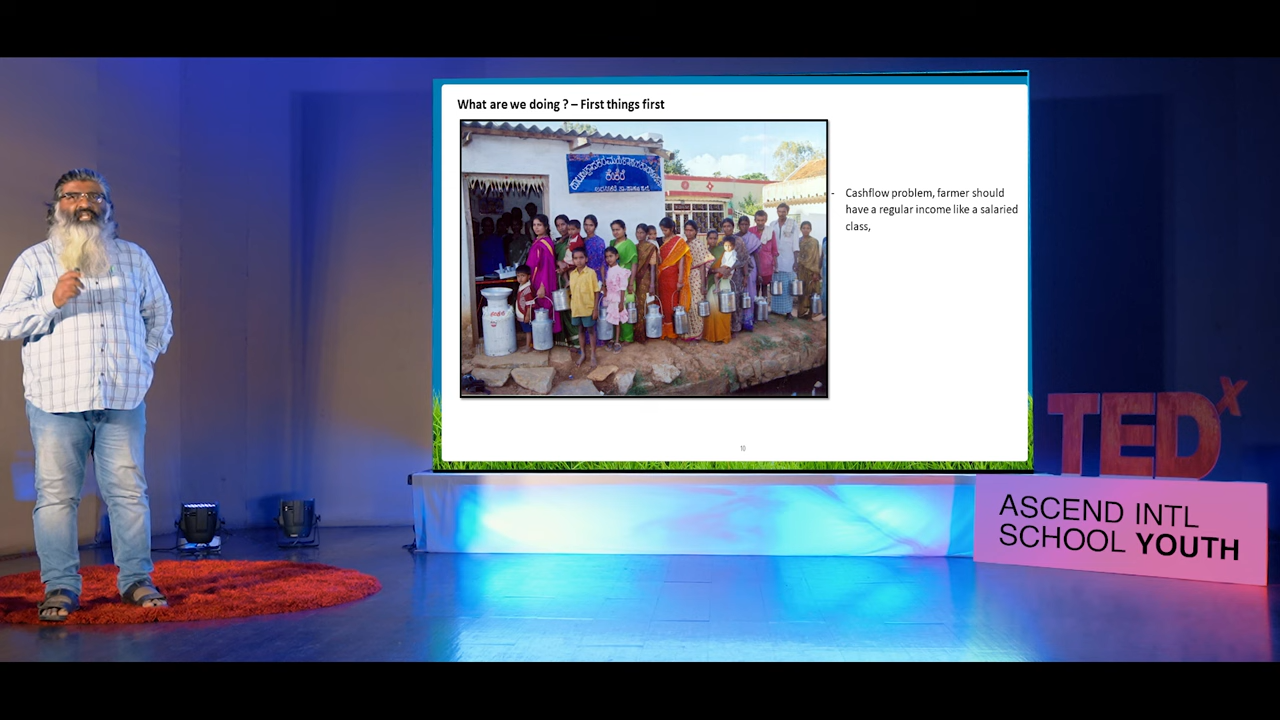 What are we doing ? – First things first
- Cashflow problem, farmer should
have a regular income like a salaried
class,
10
TEDx
ASCEND INTL
SCHOOL YOUTH